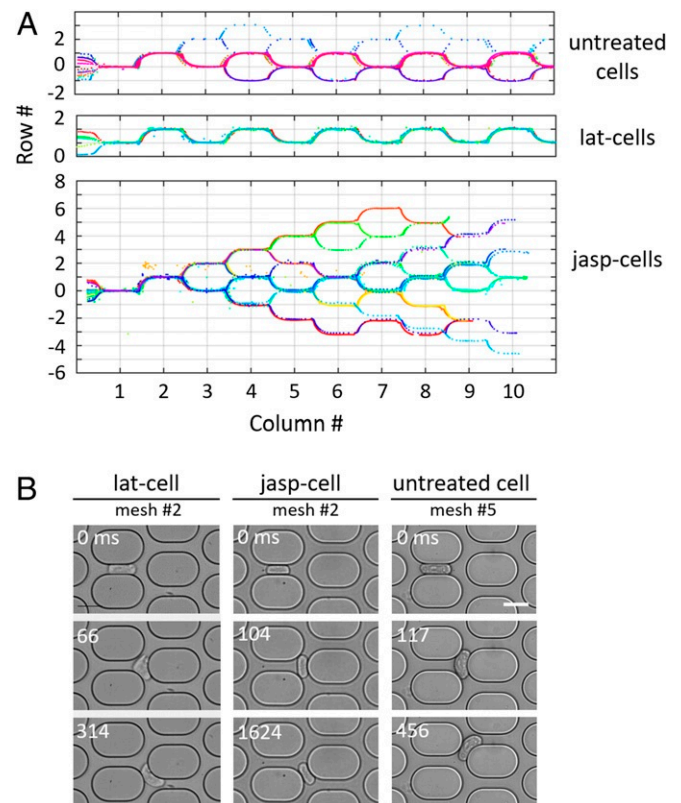 A
2
0
-2
untreated
cells
Row #
2
0
lat-cells
8
6
4
2
0
-2
-4
-6
jasp-cells
1 2 3 4 5 6 7 8 9 10
Column #
B
lat-cell jasp-cell untreated cell
mesh #2 mesh #2 mesh #5
0 ms 0 ms 0 ms
66 104 117
314 1624 456